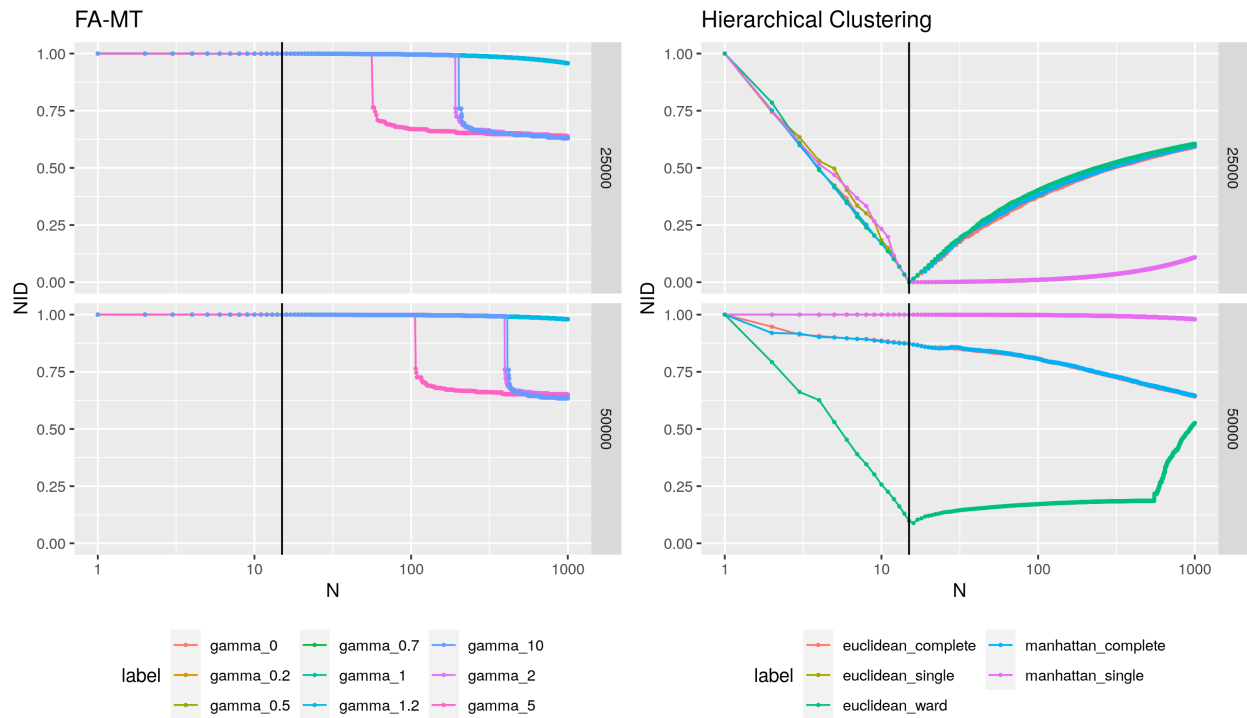 FA-MT
1.00
0.75
0.50
0.25
0.00
25000
NID
1.00
0.75
0.50
0.25
0.00
50000
1 10 100 1000
N
label
gamma_0 gamma_0.7 gamma_10
gamma_0.2 gamma_1 gamma_2
gamma_0.5 gamma_1.2 gamma_5
Hierarchical Clustering
1.00
0.75
0.50
0.25
0.00
25000
NID
1.00
0.75
0.50
0.25
0.00
50000
1 10 100 1000
N
label
euclidean_complete manhattan_complete
euclidean_single manhattan_single
euclidean_ward